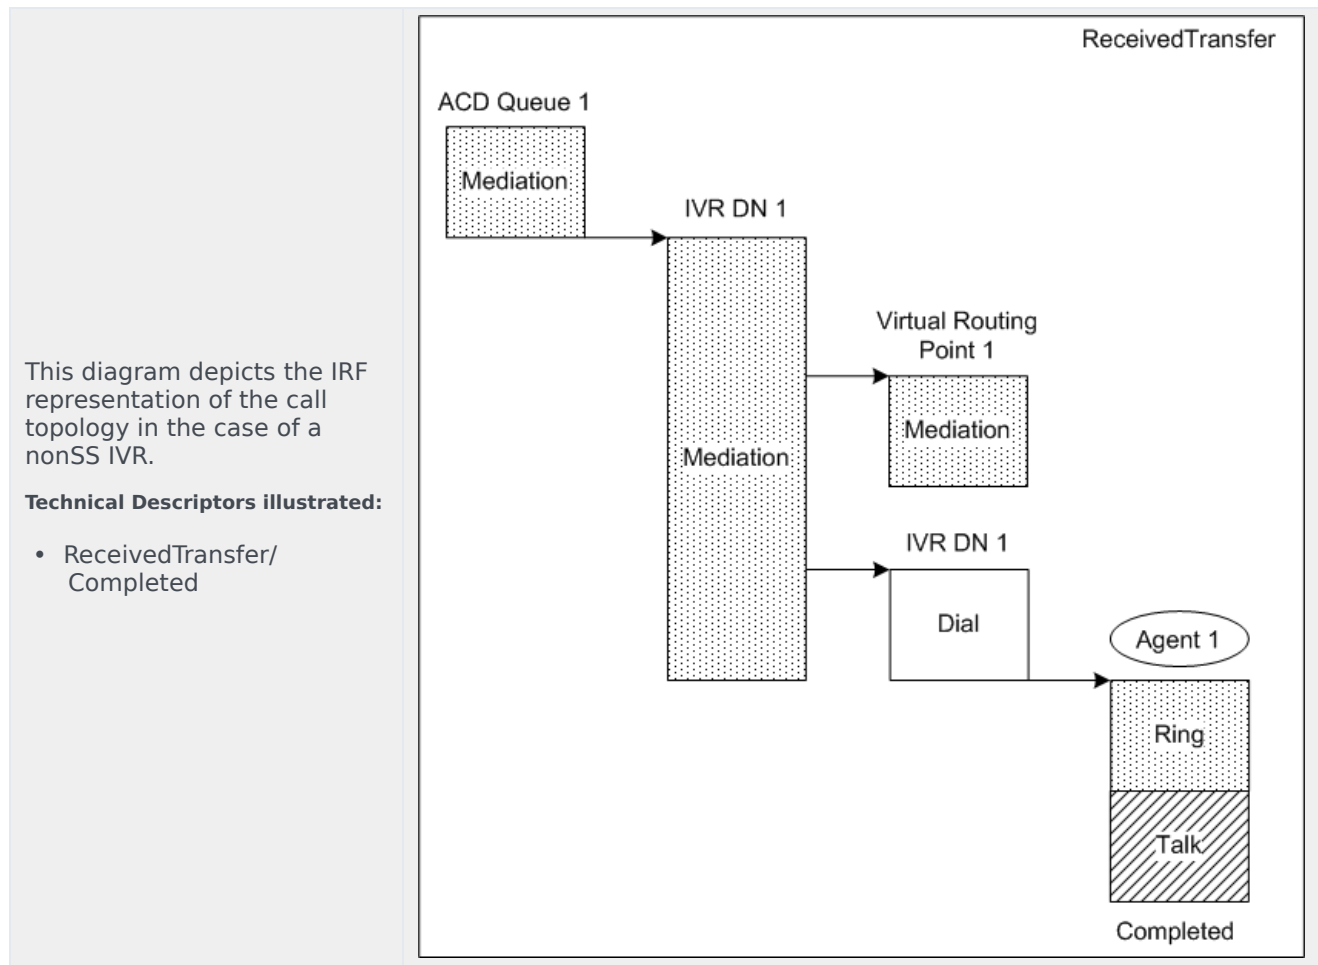 This diagram depicts the IRF
representation of the call
topology in the case of a
nonSS IVR.
Technical Descriptors illustrated:
• ReceivedTransfer/
Completed
ReceivedTransfer
ACD Queue 1
Mediation
IVR DN 1
Mediation
Virtual Routing
Point 1
Mediation
IVR DN 1
Dial
Agent 1
Ring
Talk
Completed